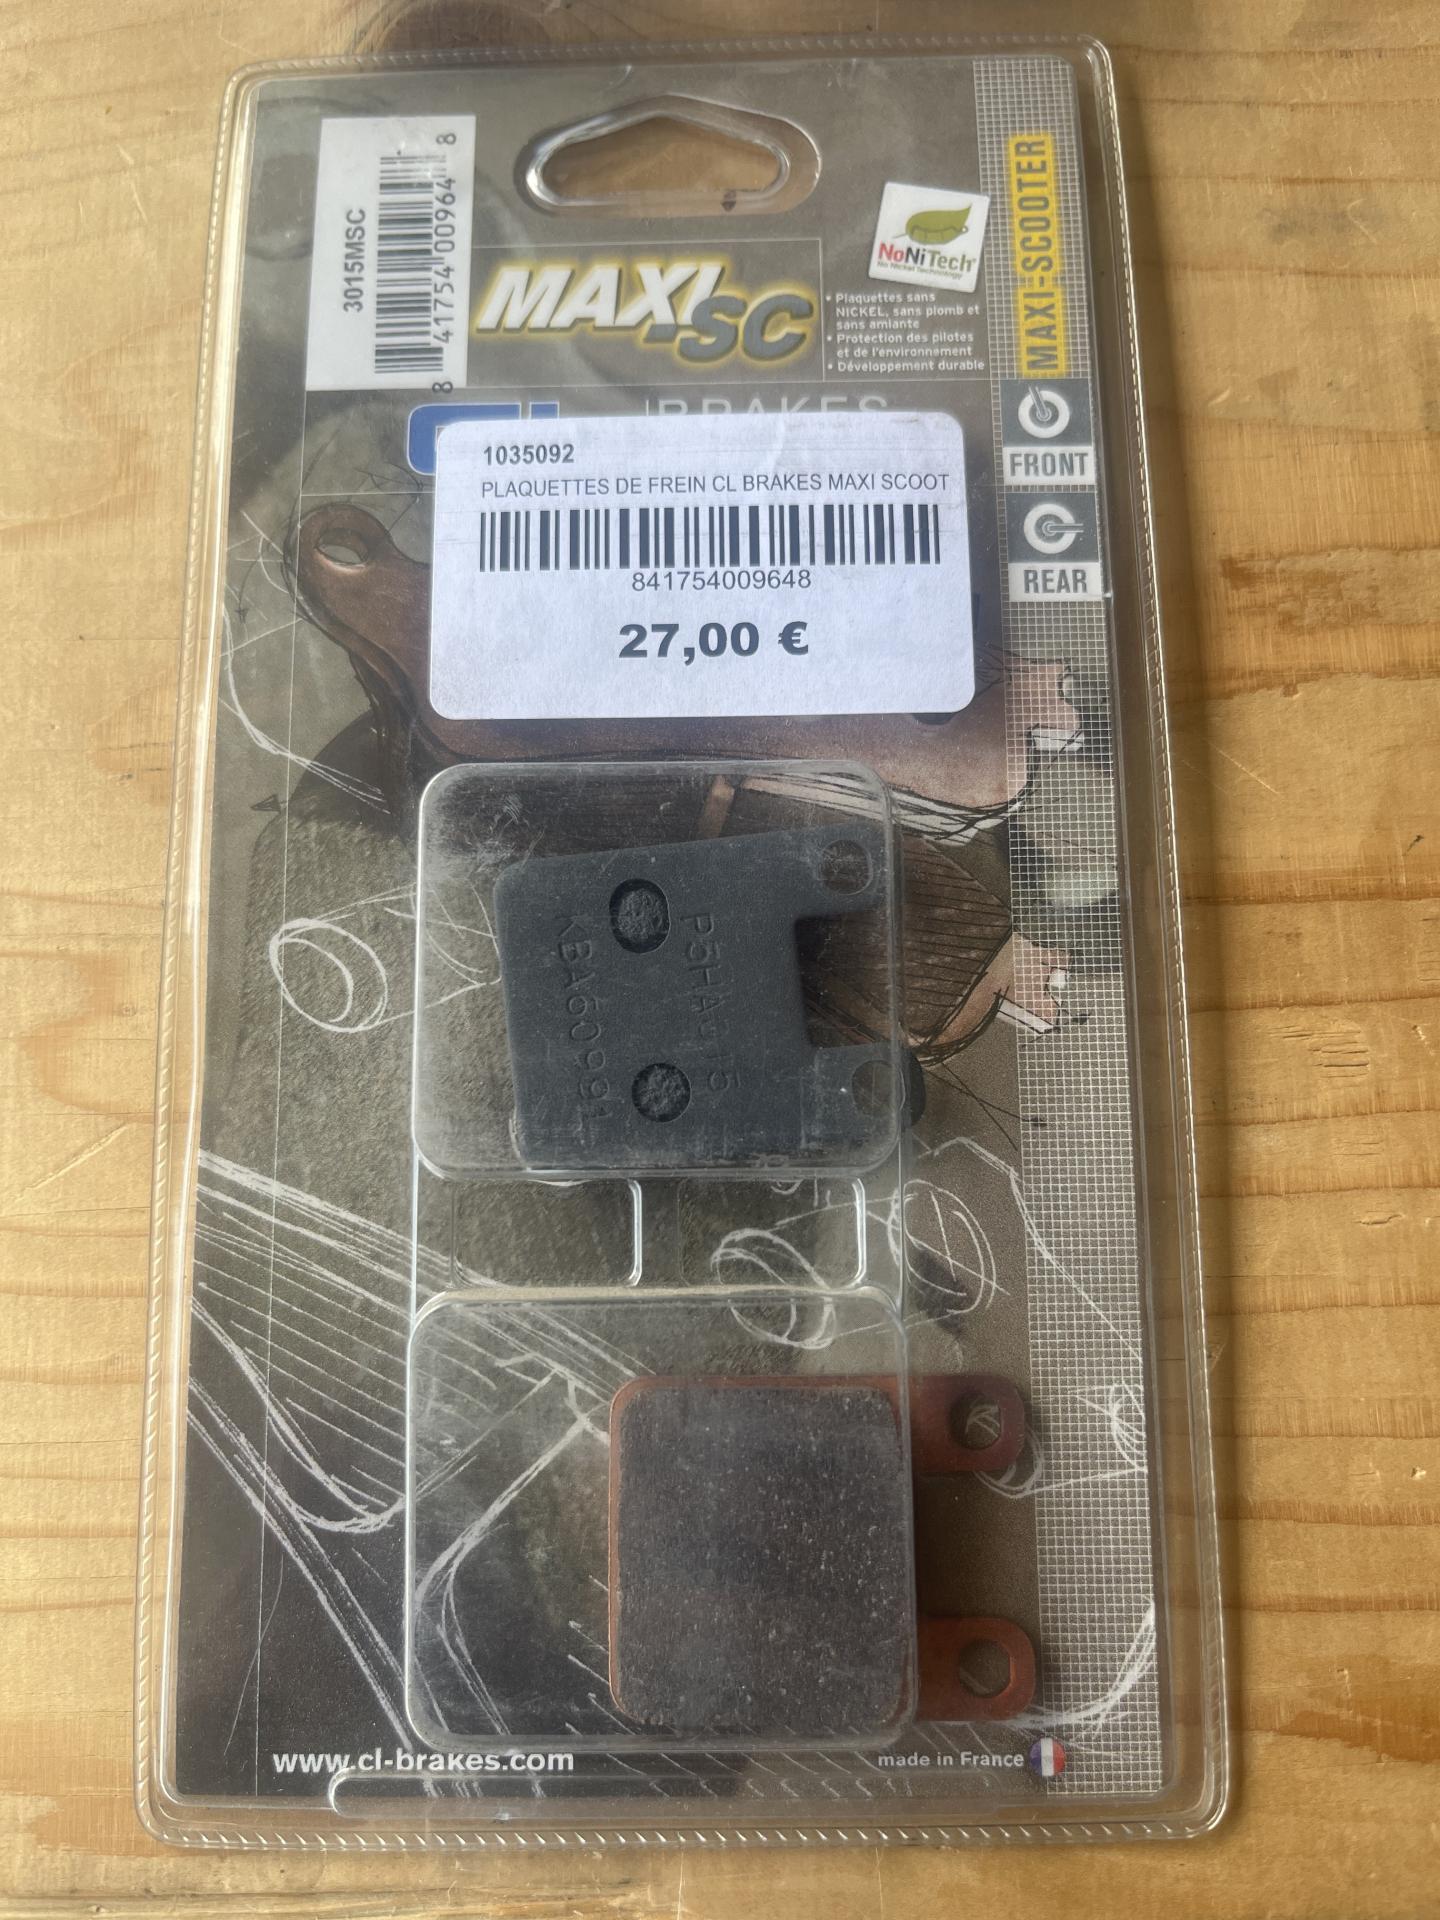 3015MSC
8 41754 00964 8
MAXI-SC
NoNiTech
No Nickel Technology
• Plaquettes sans
NICKEL, sans plomb et
sans amiante
• Protection des pilotes
et de l'environnement
• Développement durable
MAXI-SCOOTER
BRAKES
FRONT
REAR
1035092
PLAQUETTES DE FREIN CL BRAKES MAXI SCOOT
841754009648
27,00 €
KBA60991
www.cl-brakes.com
made in France